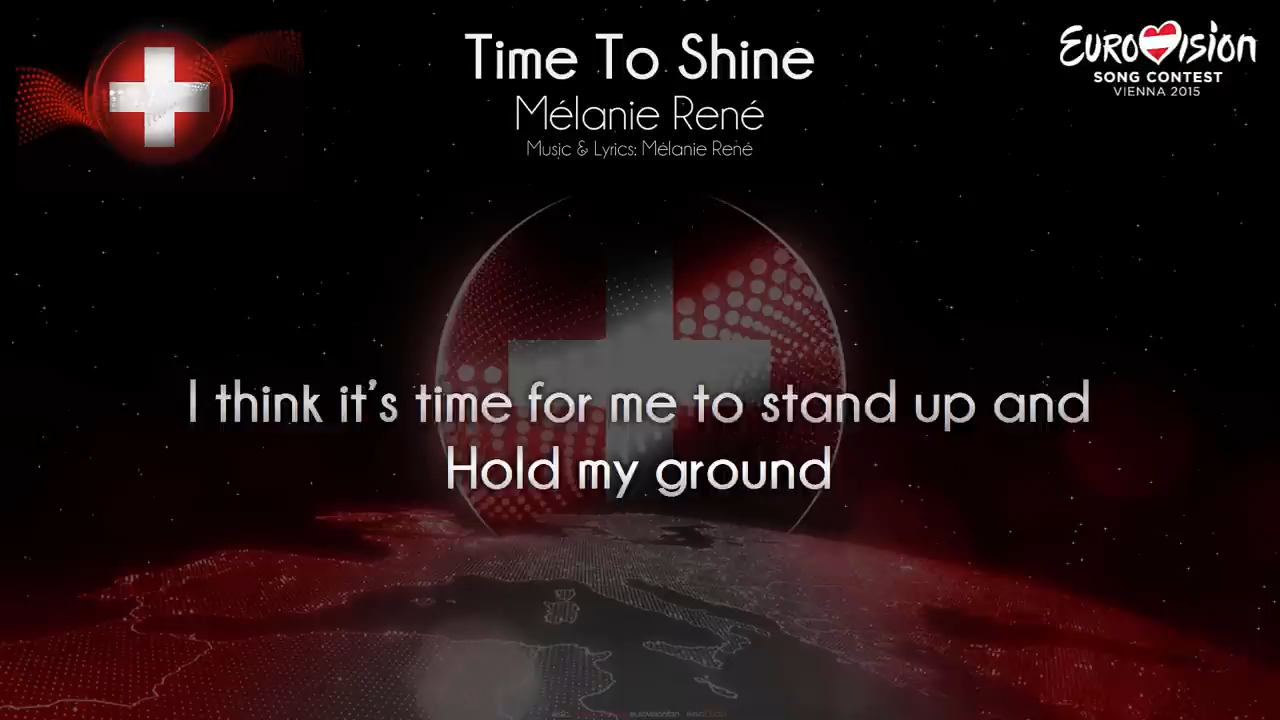 Time To Shine
Mélanie René
Music & Lyrics: Mélanie René
EUROVISION
SONG CONTEST
VIENNA 2015
I think it's time for me to stand up and
Hold my ground